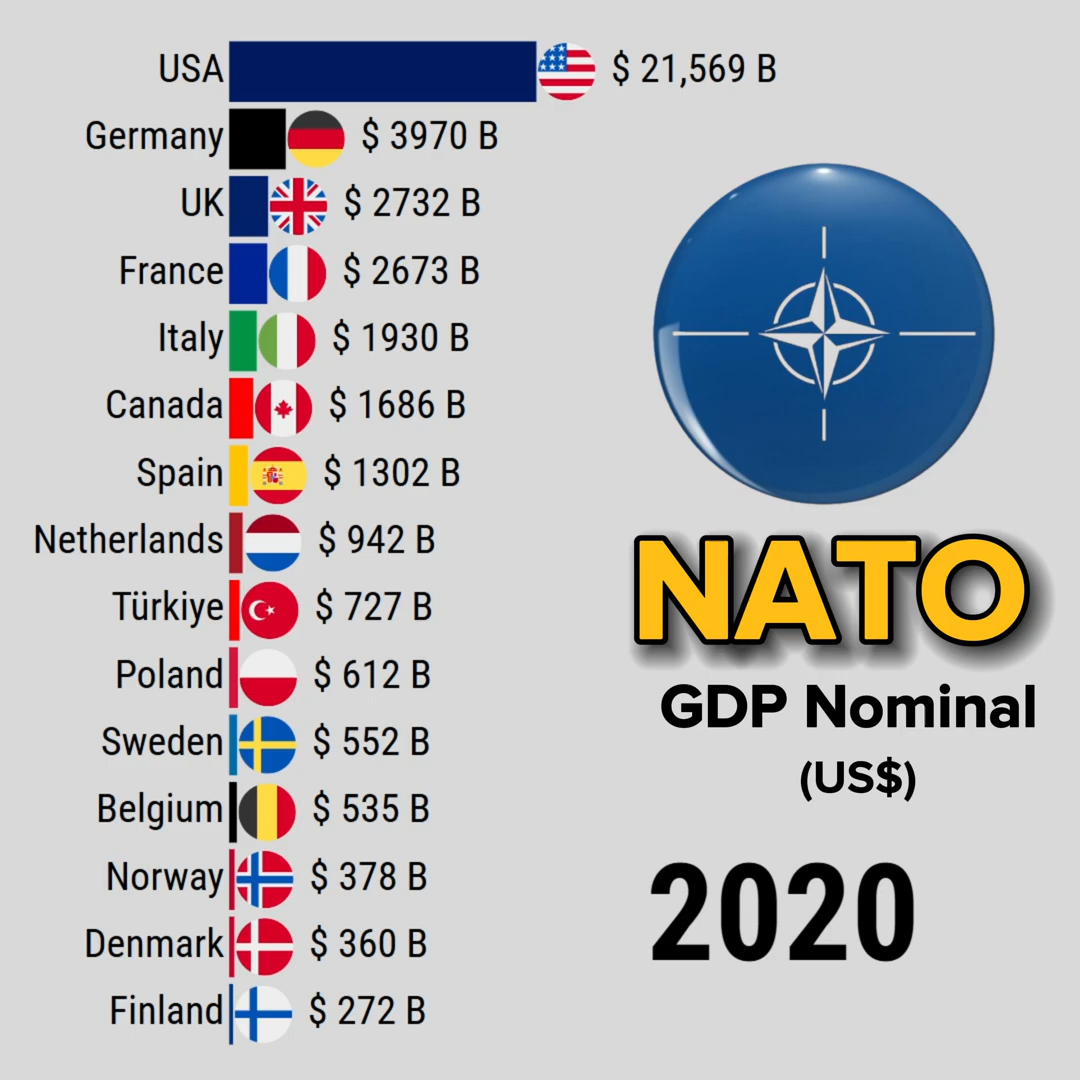 USA $ 21,569 B
Germany $ 3970 B
UK $ 2732 B
France $ 2673 B
Italy $ 1930 B
Canada $ 1686 B
Spain $ 1302 B
Netherlands $ 942 B
Türkiye $ 727 B
Poland $ 612 B
Sweden $ 552 B
Belgium $ 535 B
Norway $ 378 B
Denmark $ 360 B
Finland $ 272 B
NATO
GDP Nominal
(US$)
2020